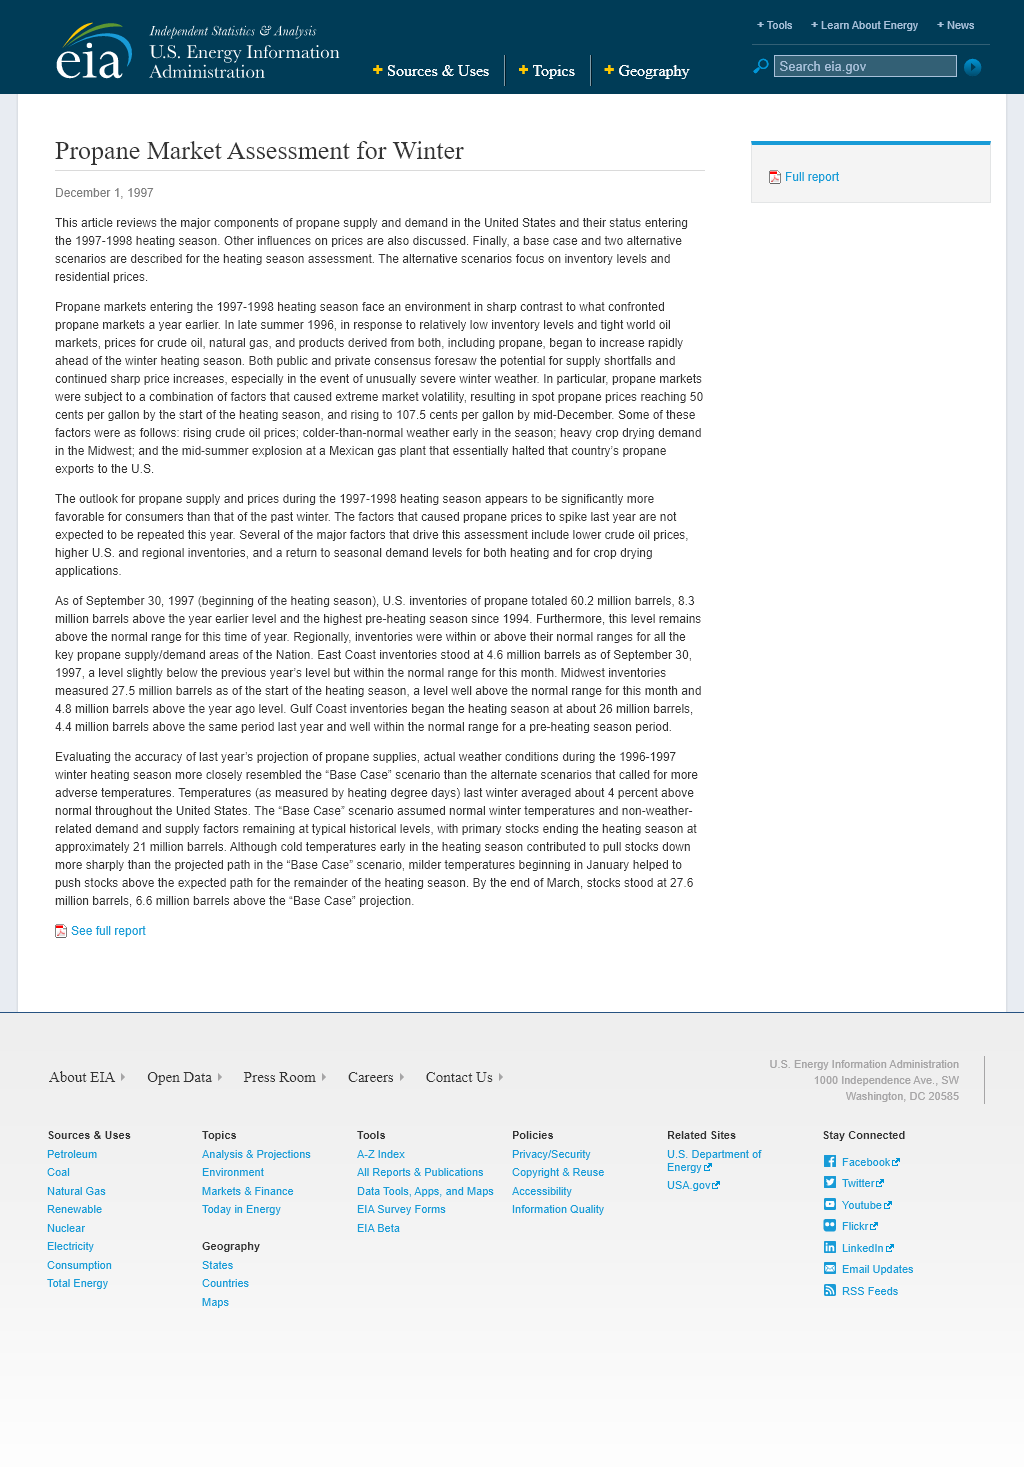 Independent Statistics & Analysis
U.S. Energy Information
Administration
eia
+ Tools
+ Learn About Energy
+ News
+ Sources & Uses
+ Topics
+ Geography
Search eia.gov
Propane Market Assessment for Winter
Full report
December 1, 1997
This article reviews the major components of propane supply and demand in the United States and their status entering
the 1997-1998 heating season. Other influences on prices are also discussed. Finally, a base case and two alternative
scenarios are described for the heating season assessment. The alternative scenarios focus on inventory levels and
residential prices.
Propane markets entering the 1997-1998 heating season face an environment in sharp contrast to what confronted
propane markets a year earlier. In late summer 1996, in response to relatively low inventory levels and tight world oil
markets, prices for crude oil, natural gas, and products derived from both, including propane, began to increase rapidly
ahead of the winter heating season. Both public and private consensus foresaw the potential for supply shortfalls and
continued sharp price increases, especially in the event of unusually severe winter weather. In particular, propane markets
were subject to a combination of factors that caused extreme market volatility, resulting in spot propane prices reaching 50
cents per gallon by the start of the heating season, and rising to 107.5 cents per gallon by mid-December. Some of these
factors were as follows: rising crude oil prices; colder-than-normal weather early in the season; heavy crop drying demand
in the Midwest; and the mid-summer explosion at a Mexican gas plant that essentially halted that country’s propane
exports to the U.S.
The outlook for propane supply and prices during the 1997-1998 heating season appears to be significantly more
favorable for consumers than that of the past winter. The factors that caused propane prices to spike last year are not
expected to be repeated this year. Several of the major factors that drive this assessment include lower crude oil prices,
higher U.S. and regional inventories, and a return to seasonal demand levels for both heating and for crop drying
applications.
As of September 30, 1997 (beginning of the heating season), U.S. inventories of propane totaled 60.2 million barrels, 8.3
million barrels above the year earlier level and the highest pre-heating season since 1994. Furthermore, this level remains
above the normal range for this time of year. Regionally, inventories were within or above their normal ranges for all the
key propane supply/demand areas of the Nation. East Coast inventories stood at 4.6 million barrels as of September 30,
1997, a level slightly below the previous year’s level but within the normal range for this month. Midwest inventories
measured 27.5 million barrels as of the start of the heating season, a level well above the normal range for this month and
4.8 million barrels above the year ago level. Gulf Coast inventories began the heating season at about 26 million barrels,
4.4 million barrels above the same period last year and well within the normal range for a pre-heating season period.
Evaluating the accuracy of last year’s projection of propane supplies, actual weather conditions during the 1996-1997
winter heating season more closely resembled the “Base Case” scenario than the alternate scenarios that called for more
adverse temperatures. Temperatures (as measured by heating degree days) last winter averaged about 4 percent above
normal throughout the United States. The “Base Case” scenario assumed normal winter temperatures and non-weather-
related demand and supply factors remaining at typical historical levels, with primary stocks ending the heating season at
approximately 21 million barrels. Although cold temperatures early in the heating season contributed to pull stocks down
more sharply than the projected path in the “Base Case” scenario, milder temperatures beginning in January helped to
push stocks above the expected path for the remainder of the heating season. By the end of March, stocks stood at 27.6
million barrels, 6.6 million barrels above the “Base Case” projection.
See full report
About EIA
Open Data
Press Room
Careers
Contact Us
U.S. Energy Information Administration
1000 Independence Ave., SW
Washington, DC 20585
Sources & Uses
Petroleum
Coal
Natural Gas
Renewable
Nuclear
Electricity
Consumption
Total Energy
Topics
Analysis & Projections
Environment
Markets & Finance
Today in Energy
Geography
States
Countries
Maps
Tools
A-Z Index
All Reports & Publications
Data Tools, Apps, and Maps
EIA Survey Forms
EIA Beta
Policies
Privacy/Security
Copyright & Reuse
Accessibility
Information Quality
Related Sites
U.S. Department of
Energy
USA.gov
Stay Connected
Facebook
Twitter
Youtube
Flickr
LinkedIn
Email Updates
RSS Feeds